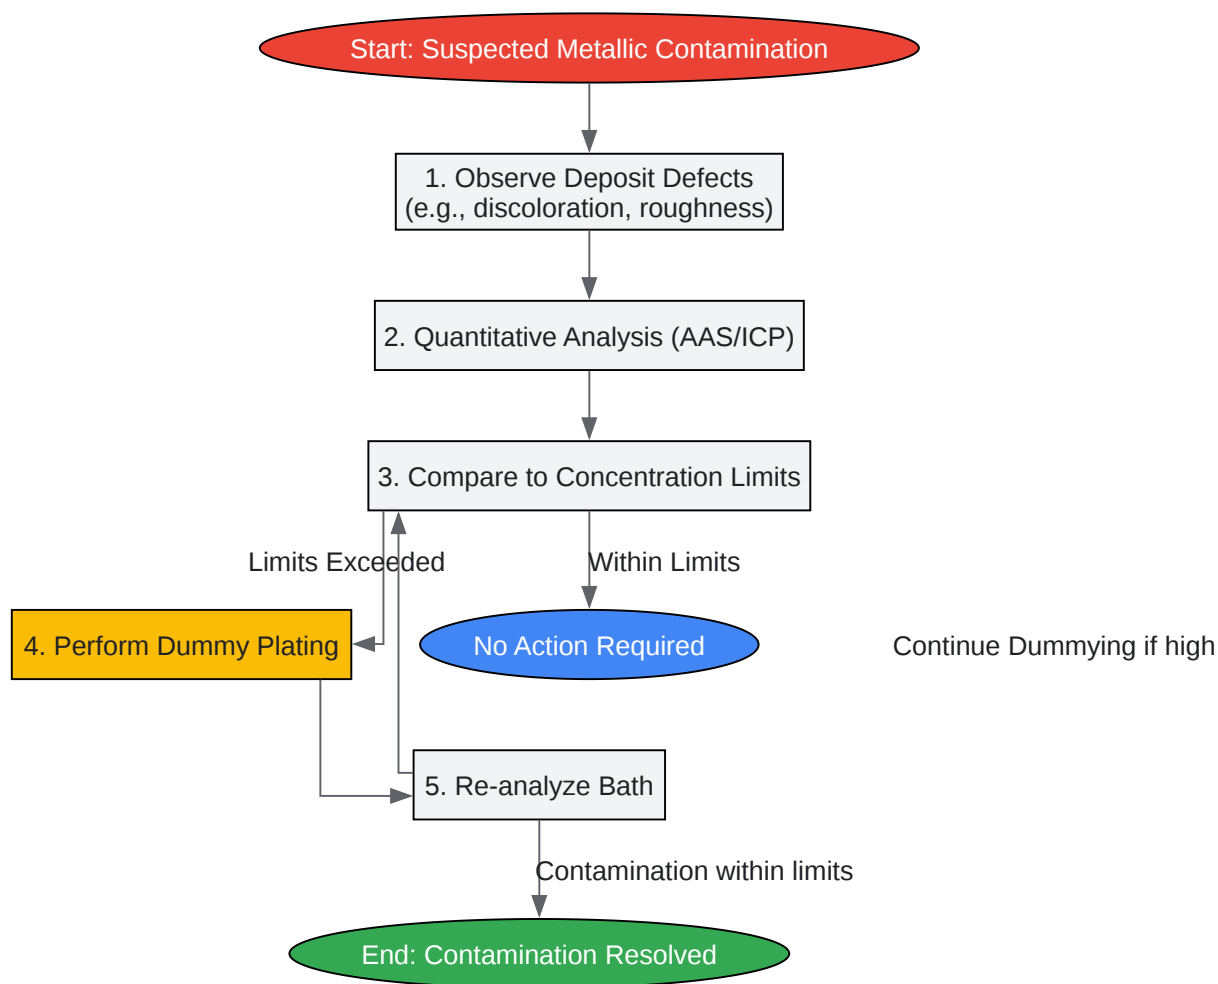 Start: Suspected Metallic Contamination
1. Observe Deposit Defects
(e.g., discoloration, roughness)
2. Quantitative Analysis (AAS/ICP)
3. Compare to Concentration Limits
Limits Exceeded
Within Limits
4. Perform Dummy Plating
No Action Required
Continue Dummying if high
5. Re-analyze Bath
Contamination within limits
End: Contamination Resolved